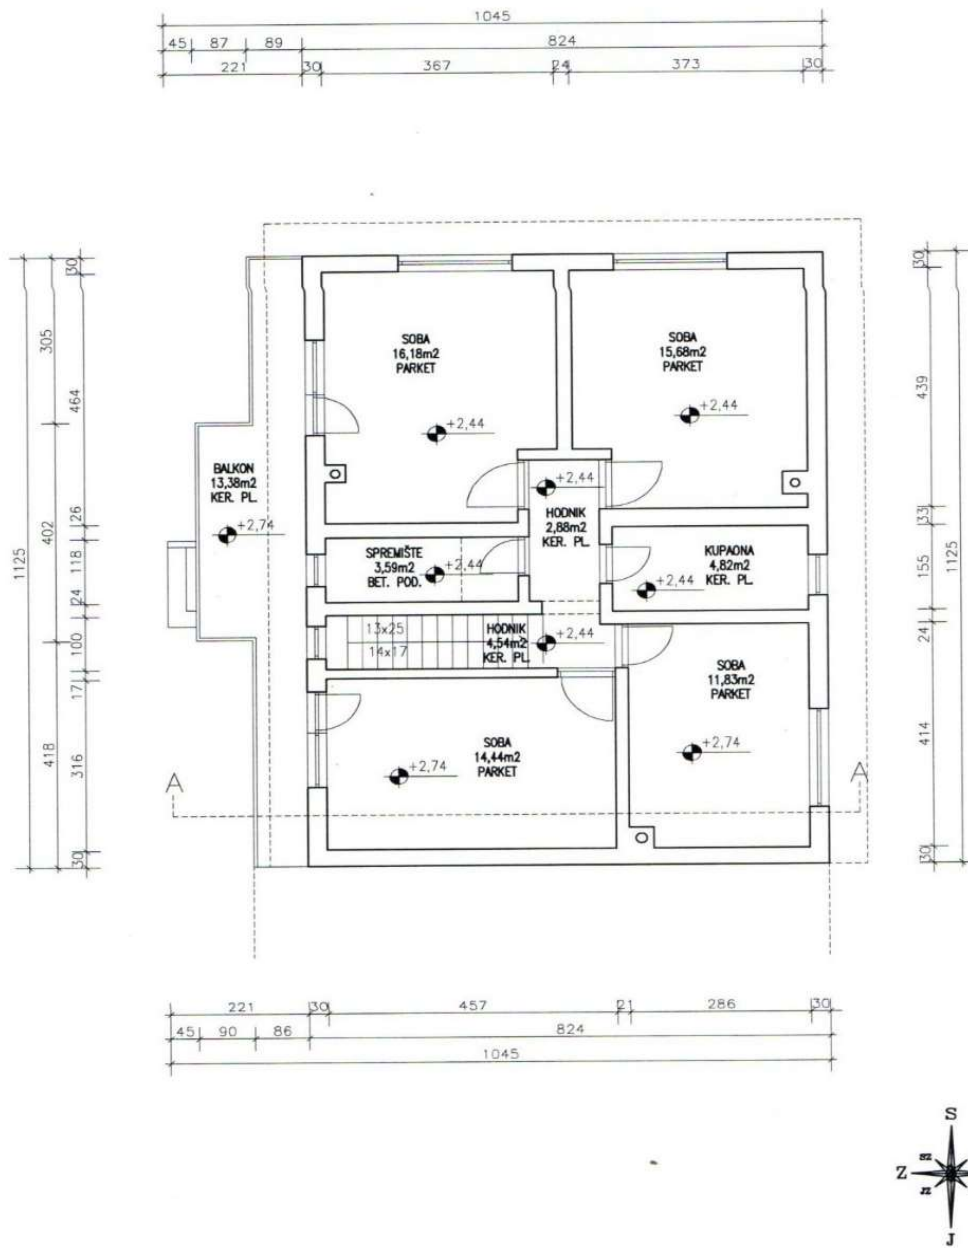 1045
45 87 89 824
221 30 367 24 373 30
SOBA
16,18m2
PARKET
+2,44
SOBA
15,68m2
PARKET
+2,44
BALKON
13,38m2
KER. PL.
+2,74
+2,44
HODNIK
2,88m2
KER. PL.
SPREMIŠTE
3,59m2
BET. POD.
+2,44
KUPAONA
4,82m2
KER. PL.
+2,44
13x25
14x17
HODNIK
4,54m2
KER. PL.
+2,44
SOBA
11,83m2
PARKET
+2,74
SOBA
14,44m2
PARKET
+2,74
A
A
1125
305
402
418
30
464
26
118
24
100
17
316
30
30
439
33
155
24
414
30
1125
221 30 457 21 286 30
45 90 86 824
1045
S
SZ
Z
JZ
J